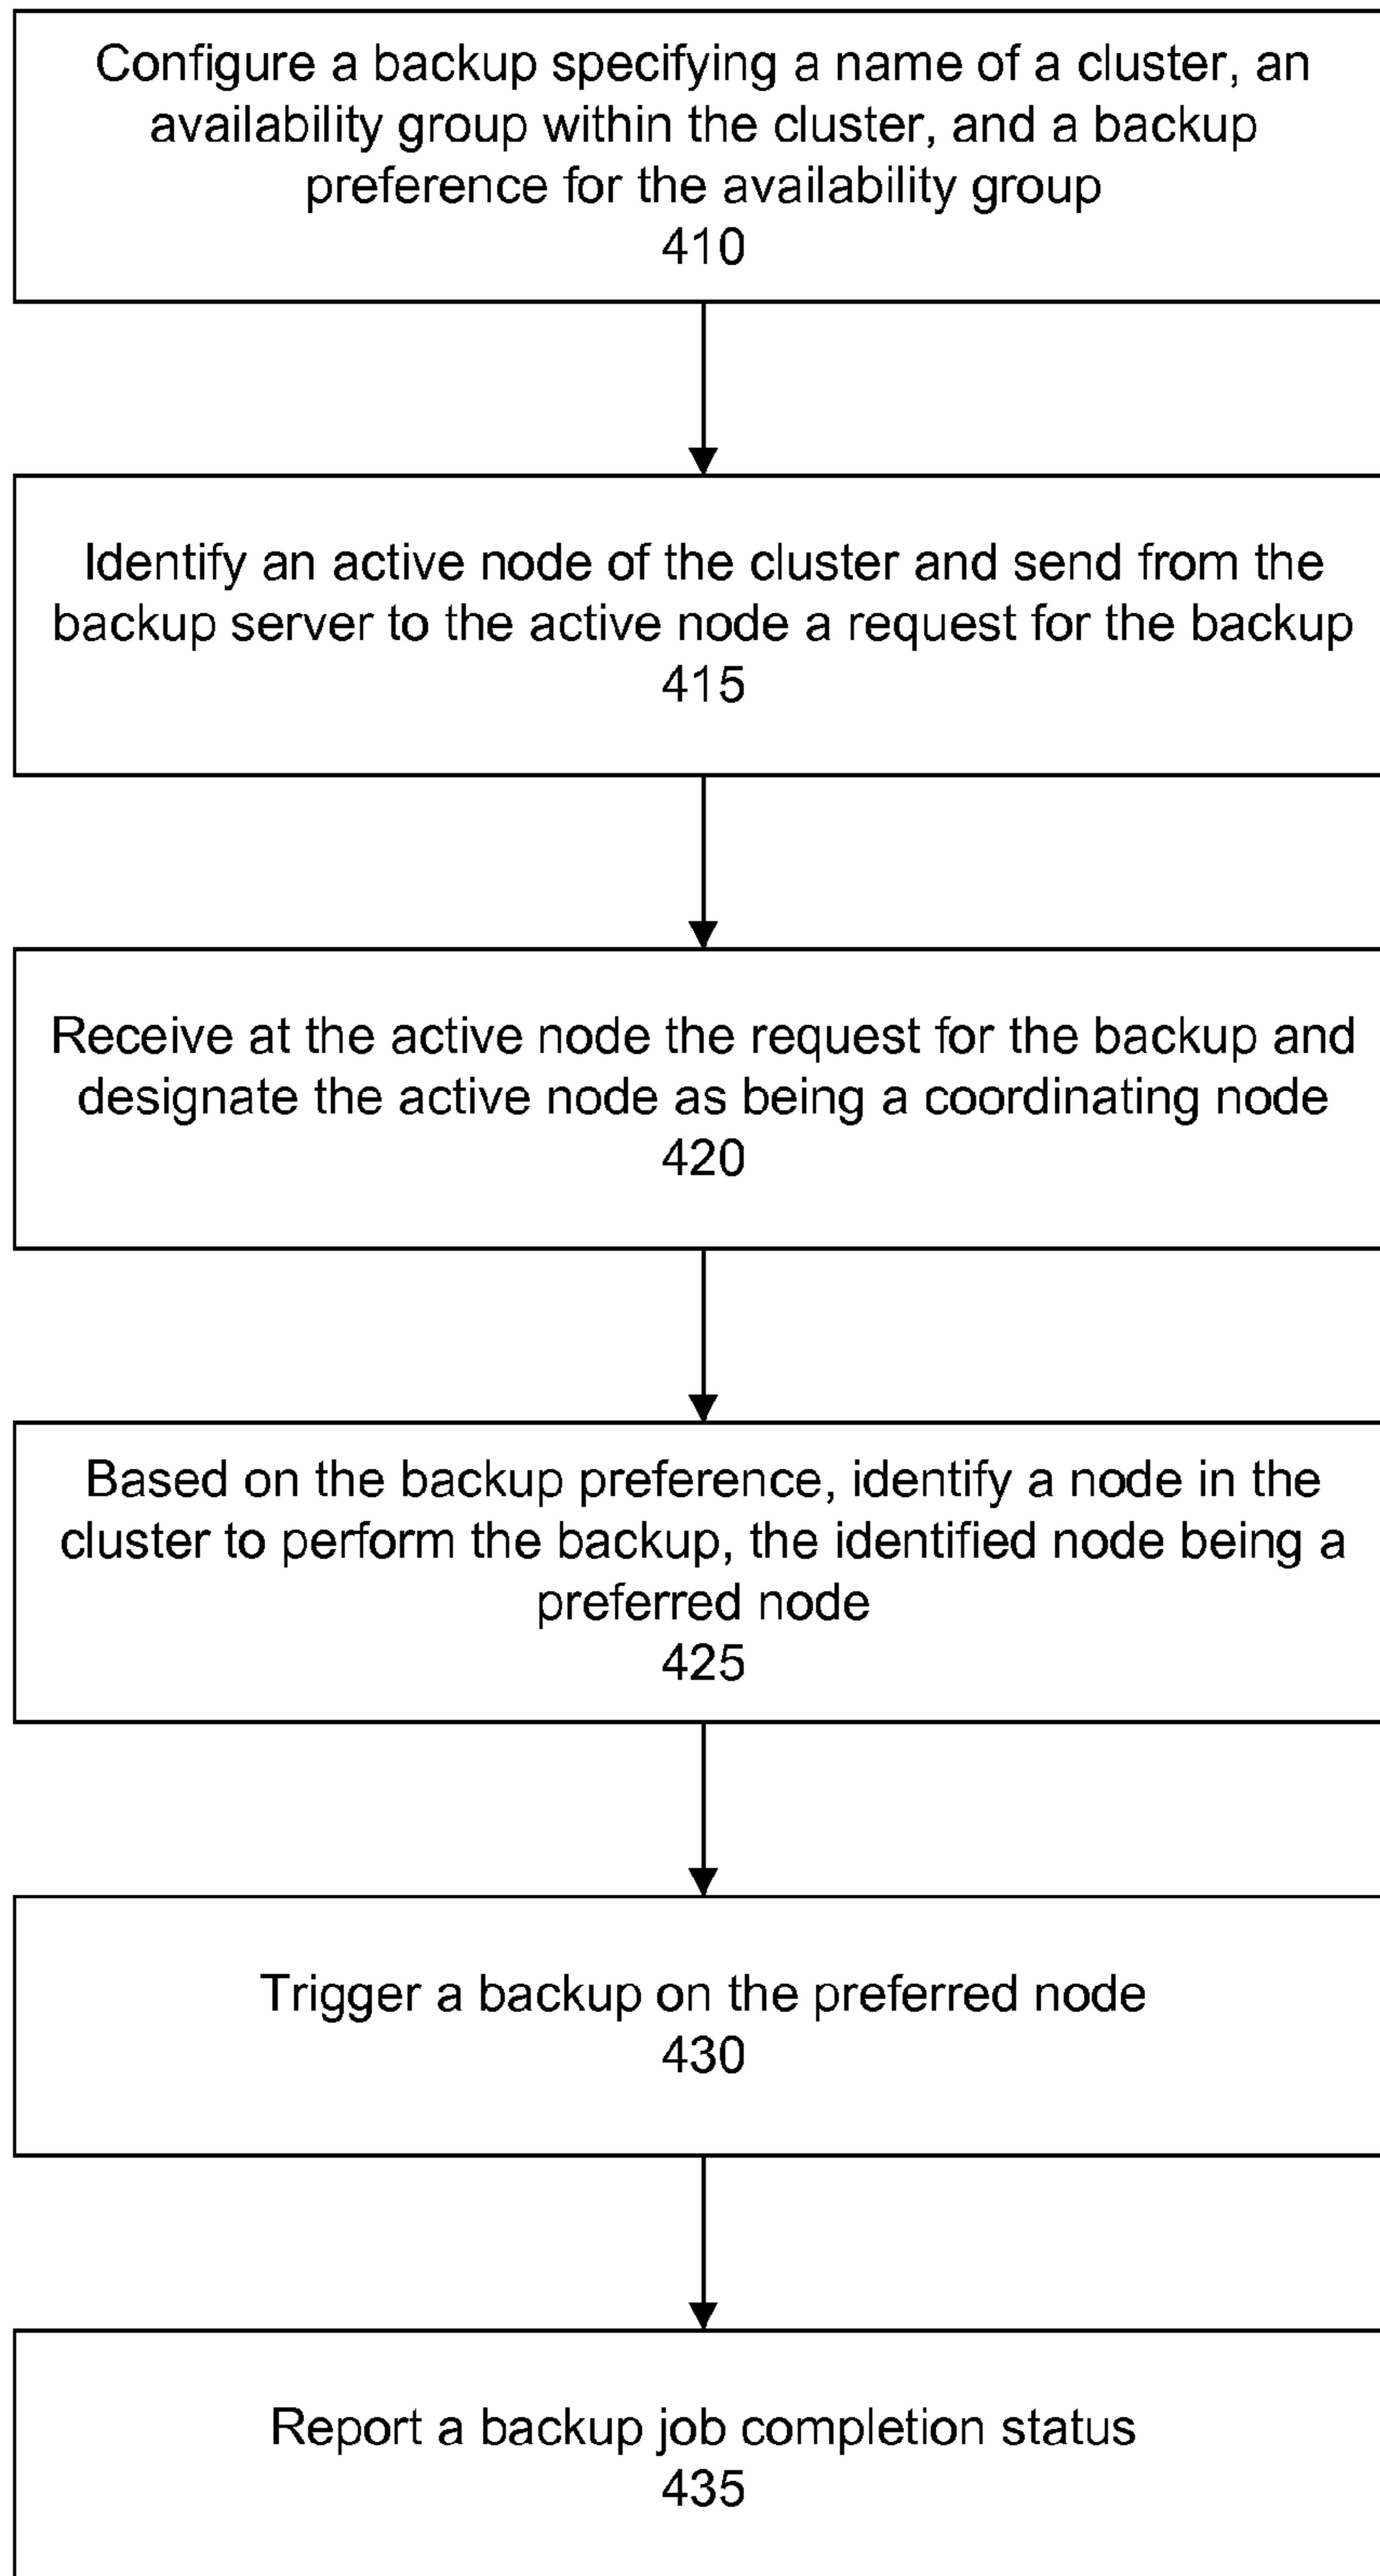 Configure a backup specifying a name of a cluster, an
availability group within the cluster, and a backup
preference for the availability group
410
Identify an active node of the cluster and send from the
backup server to the active node a request for the backup
415
Receive at the active node the request for the backup and
designate the active node as being a coordinating node
420
Based on the backup preference, identify a node in the
cluster to perform the backup, the identified node being a
preferred node
425
Trigger a backup on the preferred node
430
Report a backup job completion status
435